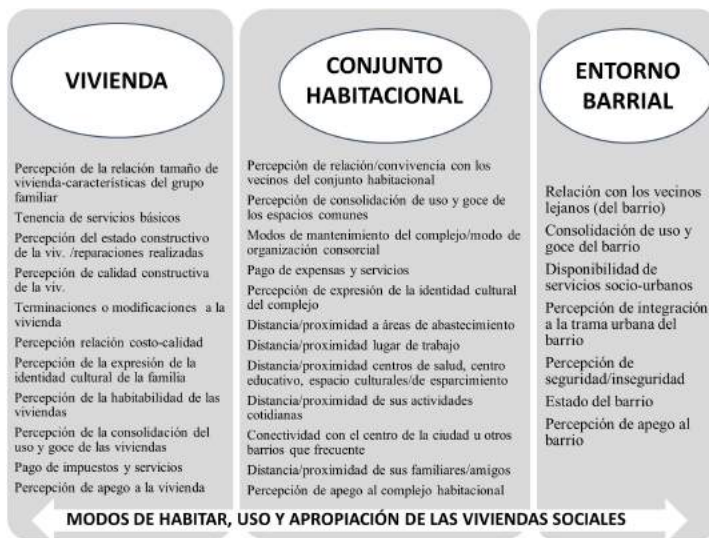 VIVIENDA
Percepción de la relación tamaño de
vivienda-características del grupo
familiar
Tenencia de servicios básicos
Percepción del estado constructivo
de la viv. /reparaciones realizadas
Percepción de calidad constructiva
de la viv.
Terminaciones o modificaciones a la
vivienda
Percepción relación costo-calidad
Percepción de la expresión de la
identidad cultural de la familia
Percepción de la habitabilidad de las
viviendas
Percepción de la consolidación del
uso y goce de las viviendas
Pago de impuestos y servicios
Percepción de apego a la vivienda
CONJUNTO
HABITACIONAL
Percepción de relación/convivencia con los
vecinos del conjunto habitacional
Percepción de consolidación de uso y goce de
los espacios comunes
Modos de mantenimiento del complejo/modo de
organización consorcial
Pago de expensas y servicios
Percepción de expresión de la identidad cultural
del complejo
Distancia/proximidad a áreas de abastecimiento
Distancia/proximidad lugar de trabajo
Distancia/proximidad centros de salud, centro
educativo, espacio culturales/de esparcimiento
Distancia/proximidad de sus actividades
cotidianas
Conectividad con el centro de la ciudad u otros
barrios que frecuente
Distancia/proximidad de sus familiares/amigos
Percepción de apego al complejo habitacional
ENTORNO
BARRIAL
Relación con los vecinos
lejanos (del barrio)
Consolidación de uso y
goce del barrio
Disponibilidad de
servicios socio-urbanos
Percepción de integración
a la trama urbana del
barrio
Percepción de
seguridad/inseguridad
Estado del barrio
Percepción de apego al
barrio
MODOS DE HABITAR, USO Y APROPIACIÓN DE LAS VIVIENDAS SOCIALES